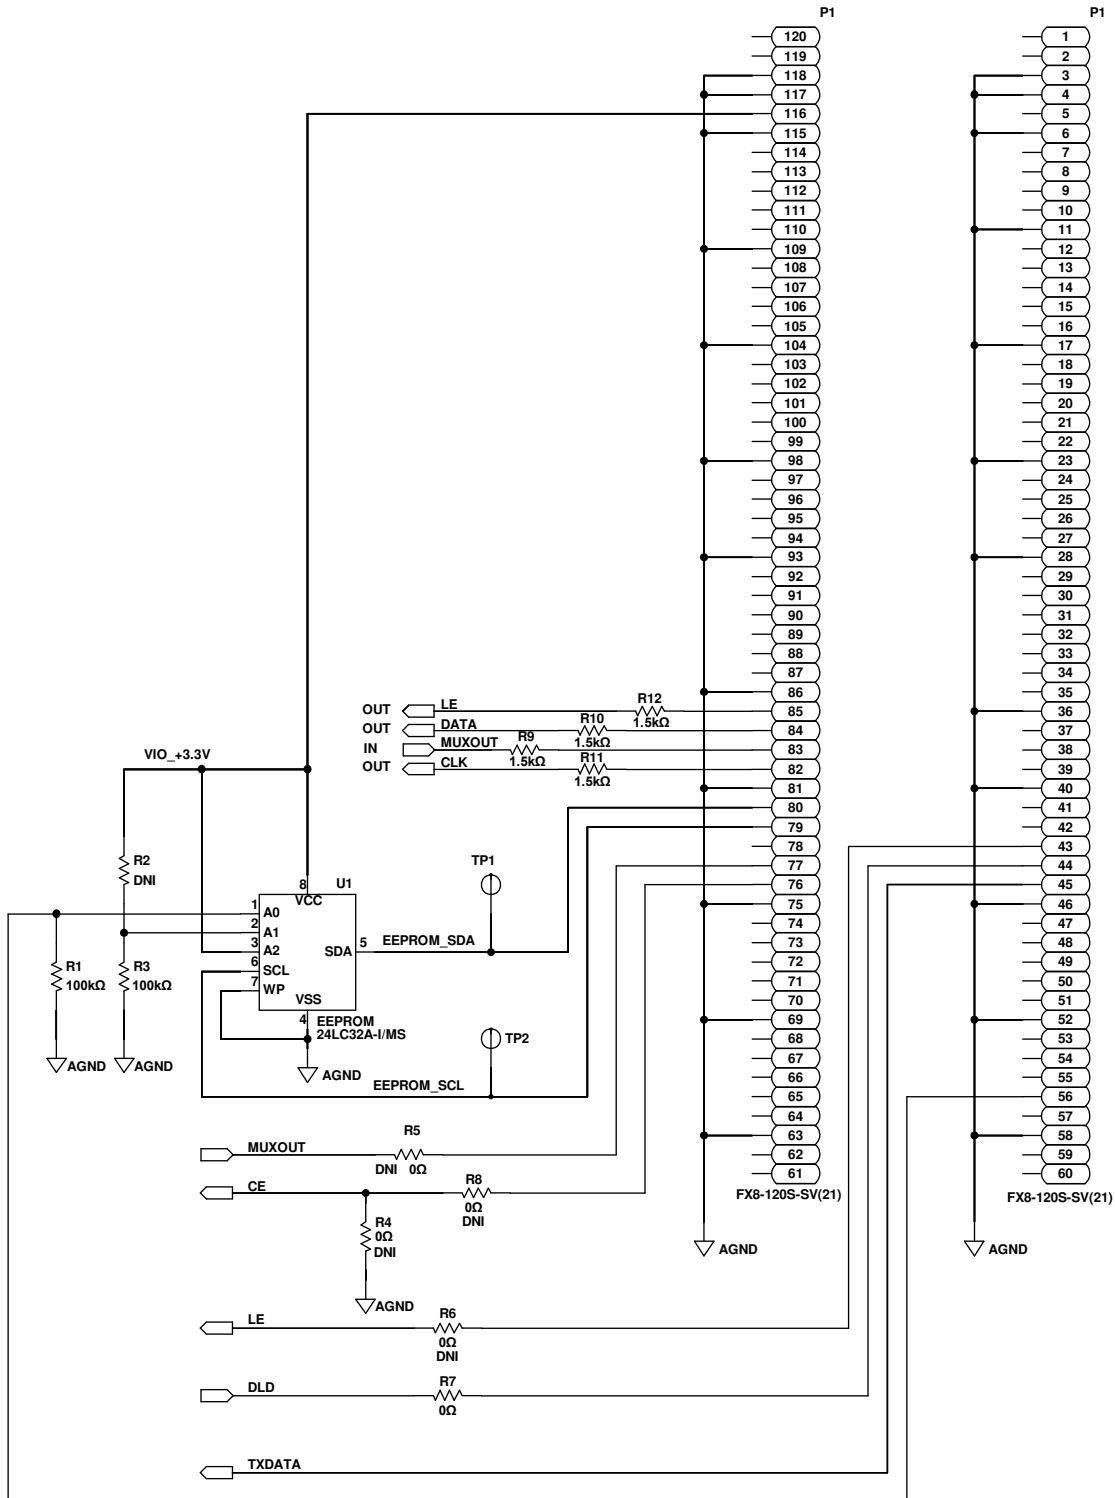 P1 P1
120 1
119 2
118 3
117 4
116 5
115 6
114 7
113 8
112 9
111 10
110 11
109 12
108 13
107 14
106 15
105 16
104 17
103 18
102 19
101 20
100 21
99 22
98 23
97 24
96 25
95 26
94 27
93 28
92 29
91 30
90 31
89 32
88 33
87 34
86 35
R12
OUT LE 85 36
1.5kΩ
R10
OUT DATA 84 37
1.5kΩ
R9
IN MUXOUT 83 38
1.5kΩ
R11
OUT CLK 82 39
1.5kΩ
VIO_+3.3V
81 40
80 41
79 42
78 43
77 44
76 45
75 46
74 47
73 48
72 49
71 50
70 51
69 52
68 53
67 54
66 55
65 56
64 57
63 58
62 59
61 60
FX8-120S-SV(21) FX8-120S-SV(21)
AGND AGND
R2
DNI
TP1
8 U1
VCC
1 A0
2 A1
3 A2
6 SCL
7 WP
SDA 5 EEPROM_SDA
VSS
4 EEPROM
24LC32A-I/MS
R1
100kΩ
R3
100kΩ
AGND AGND
AGND
TP2
EEPROM_SCL
MUXOUT
R5
DNI 0Ω
CE
R8
0Ω
DNI
R4
0Ω
DNI
AGND
LE
R6
0Ω
DNI
DLD
R7
0Ω
TXDATA